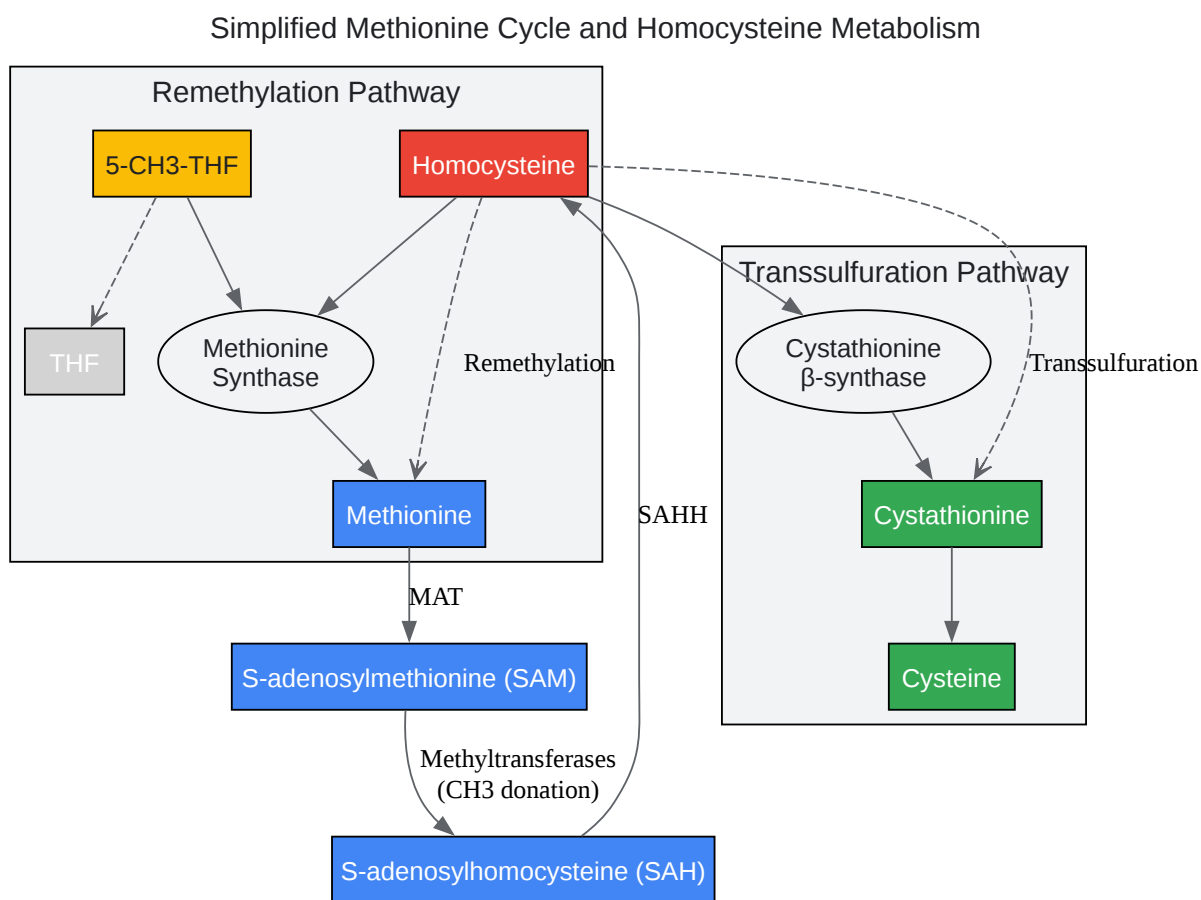 Simplified Methionine Cycle and Homocysteine Metabolism
Remethylation Pathway
5-CH3-THF
Homocysteine
Transsulfuration Pathway
THF
Methionine
Synthase
Remethylation
Cystathionine
β-synthase
Transsulfuration
Methionine
SAHH
Cystathionine
MAT
S-adenosylmethionine (SAM)
Cysteine
Methyltransferases
(CH3 donation)
S-adenosylhomocysteine (SAH)